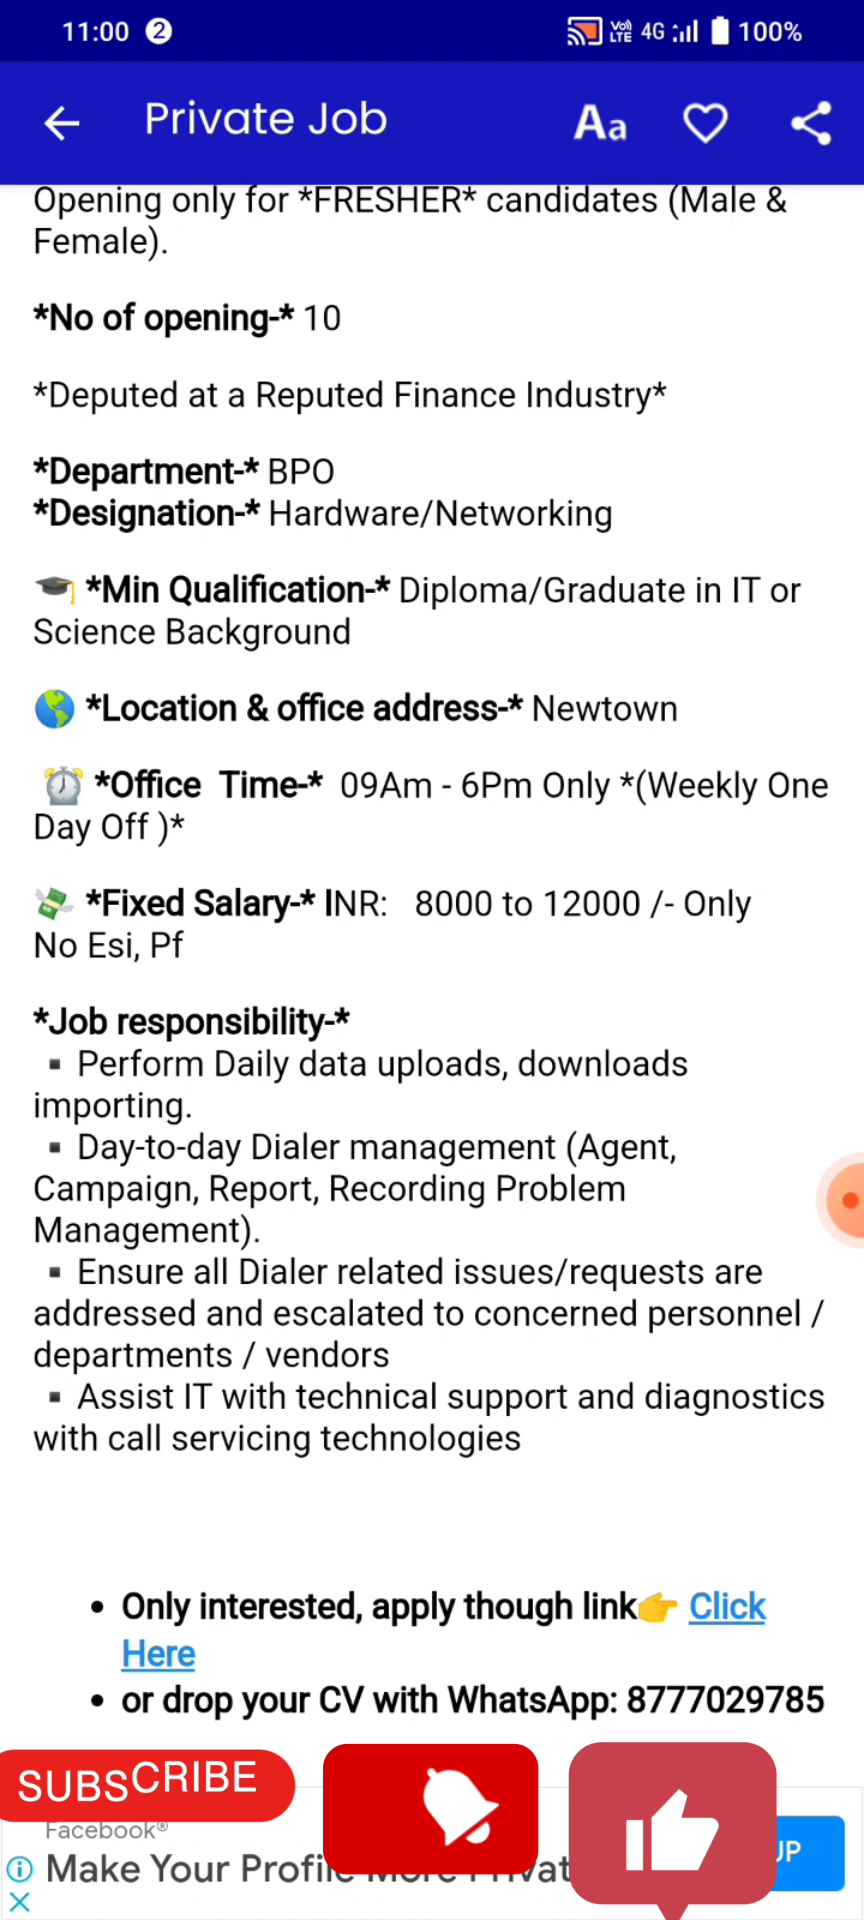 11:00 2 Vo) LTE 4G 100%
Private Job Aa
Opening only for *FRESHER* candidates (Male &
Female).
*No of opening-* 10
*Deputed at a Reputed Finance Industry*
*Department-* BPO
*Designation-* Hardware/Networking
*Min Qualification-* Diploma/Graduate in IT or
Science Background
*Location & office address-* Newtown
*Office Time-* 09Am - 6Pm Only *(Weekly One
Day Off )*
*Fixed Salary-* INR: 8000 to 12000 /- Only
No Esi, Pf
*Job responsibility-*
▪ Perform Daily data uploads, downloads
importing.
▪ Day-to-day Dialer management (Agent,
Campaign, Report, Recording Problem
Management).
▪ Ensure all Dialer related issues/requests are
addressed and escalated to concerned personnel /
departments / vendors
▪ Assist IT with technical support and diagnostics
with call servicing technologies
• Only interested, apply though link👉 Click
Here
• or drop your CV with WhatsApp: 8777029785
SUBSCRIBE
Facebook®
Make Your